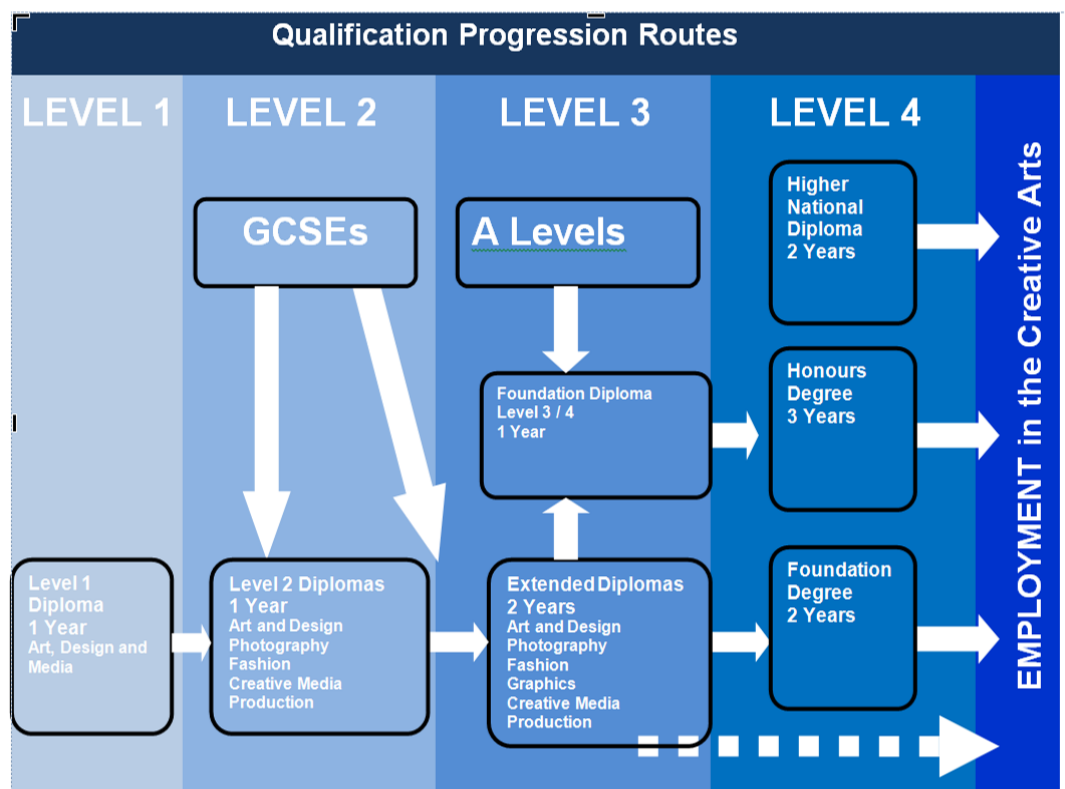 Qualification Progression Routes
LEVEL 1
LEVEL 2
LEVEL 3
LEVEL 4
GCSEs
A Levels
Higher
National
Diploma
2 Years
Foundation Diploma
Level 3 / 4
1 Year
Honours
Degree
3 Years
Level 1
Diploma
1 Year
Art, Design and
Media
Level 2 Diplomas
1 Year
Art and Design
Photography
Fashion
Creative Media
Production
Extended Diplomas
2 Years
Art and Design
Photography
Fashion
Graphics
Creative Media
Production
Foundation
Degree
2 Years
EMPLOYMENT in the Creative Arts